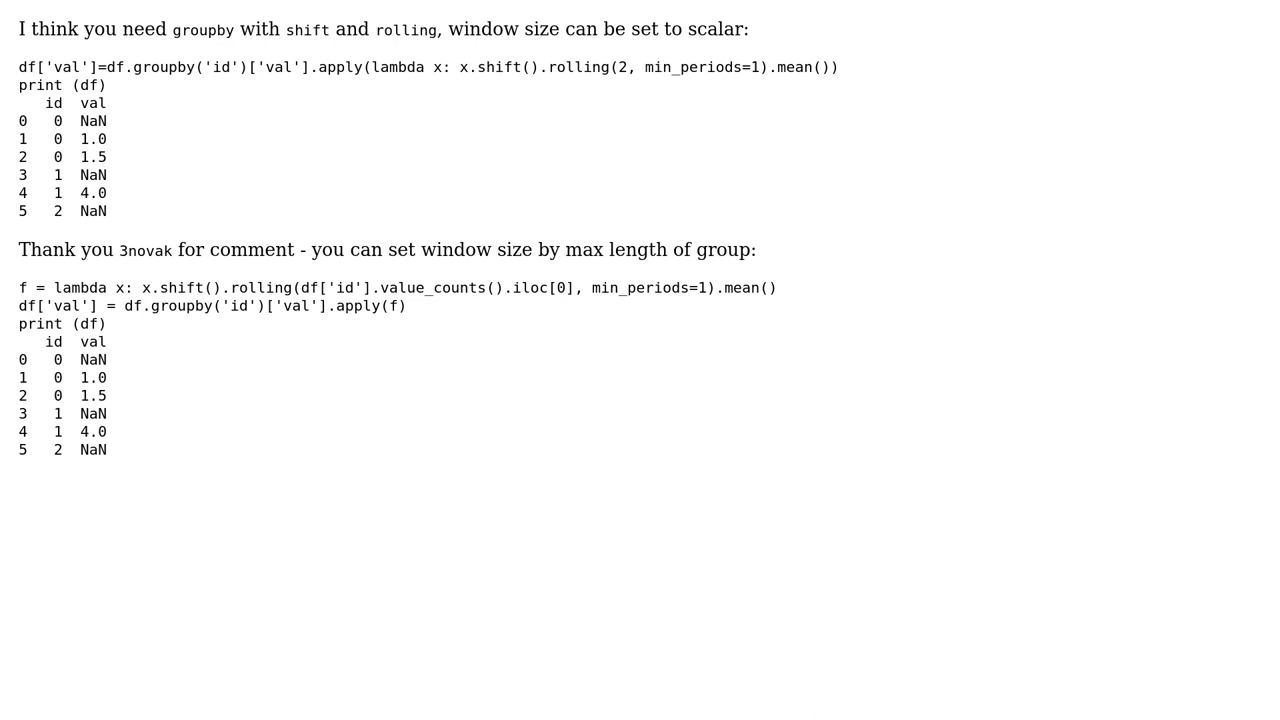 I think you need groupby with shift and rolling, window size can be set to scalar:
df['val']=df.groupby('id')['val'].apply(lambda x: x.shift().rolling(2, min_periods=1).mean())
print (df)
   id  val
0   0  NaN
1   0  1.0
2   0  1.5
3   1  NaN
4   1  4.0
5   2  NaN
Thank you 3novak for comment - you can set window size by max length of group:
f = lambda x: x.shift().rolling(df['id'].value_counts().iloc[0], min_periods=1).mean()
df['val'] = df.groupby('id')['val'].apply(f)
print (df)
   id  val
0   0  NaN
1   0  1.0
2   0  1.5
3   1  NaN
4   1  4.0
5   2  NaN